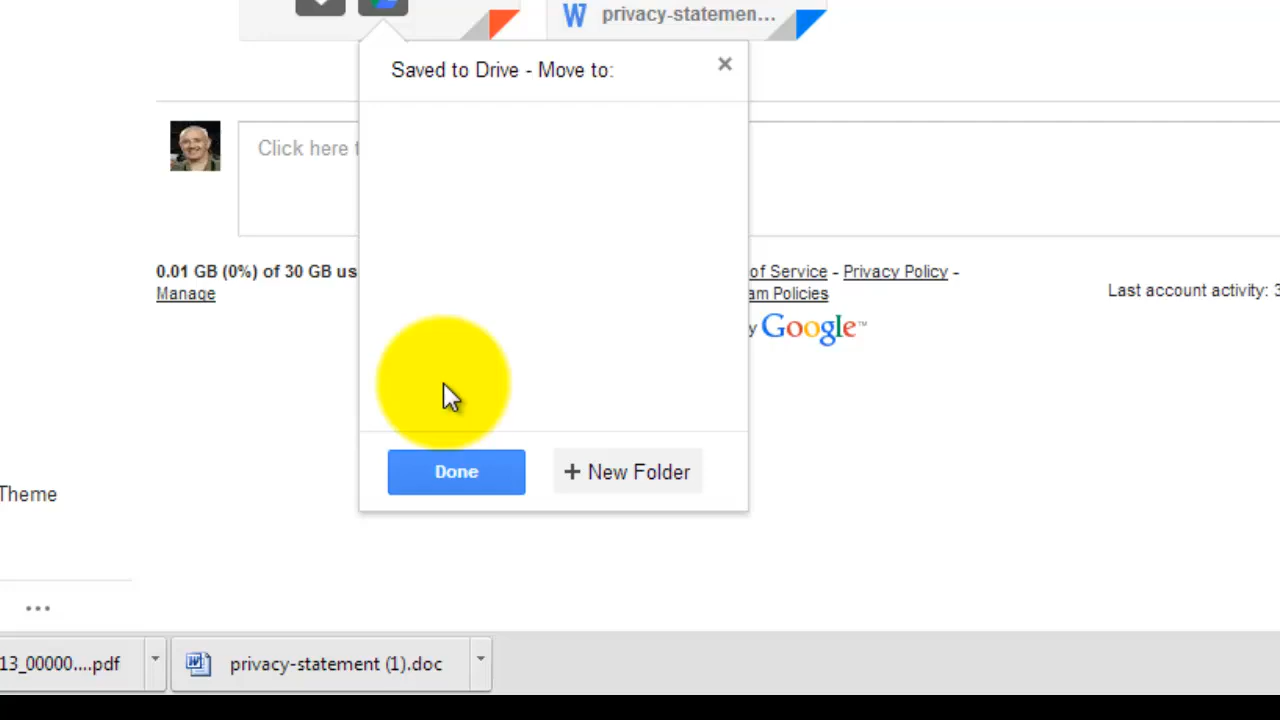 W privacy-statemen...
Saved to Drive - Move to:
Click here t
0.01 GB (0%) of 30 GB us
Manage
of Service - Privacy Policy -
am Policies
y Google™
Last account activity: 3
Done
+ New Folder
Theme
13_00000....pdf
privacy-statement (1).doc